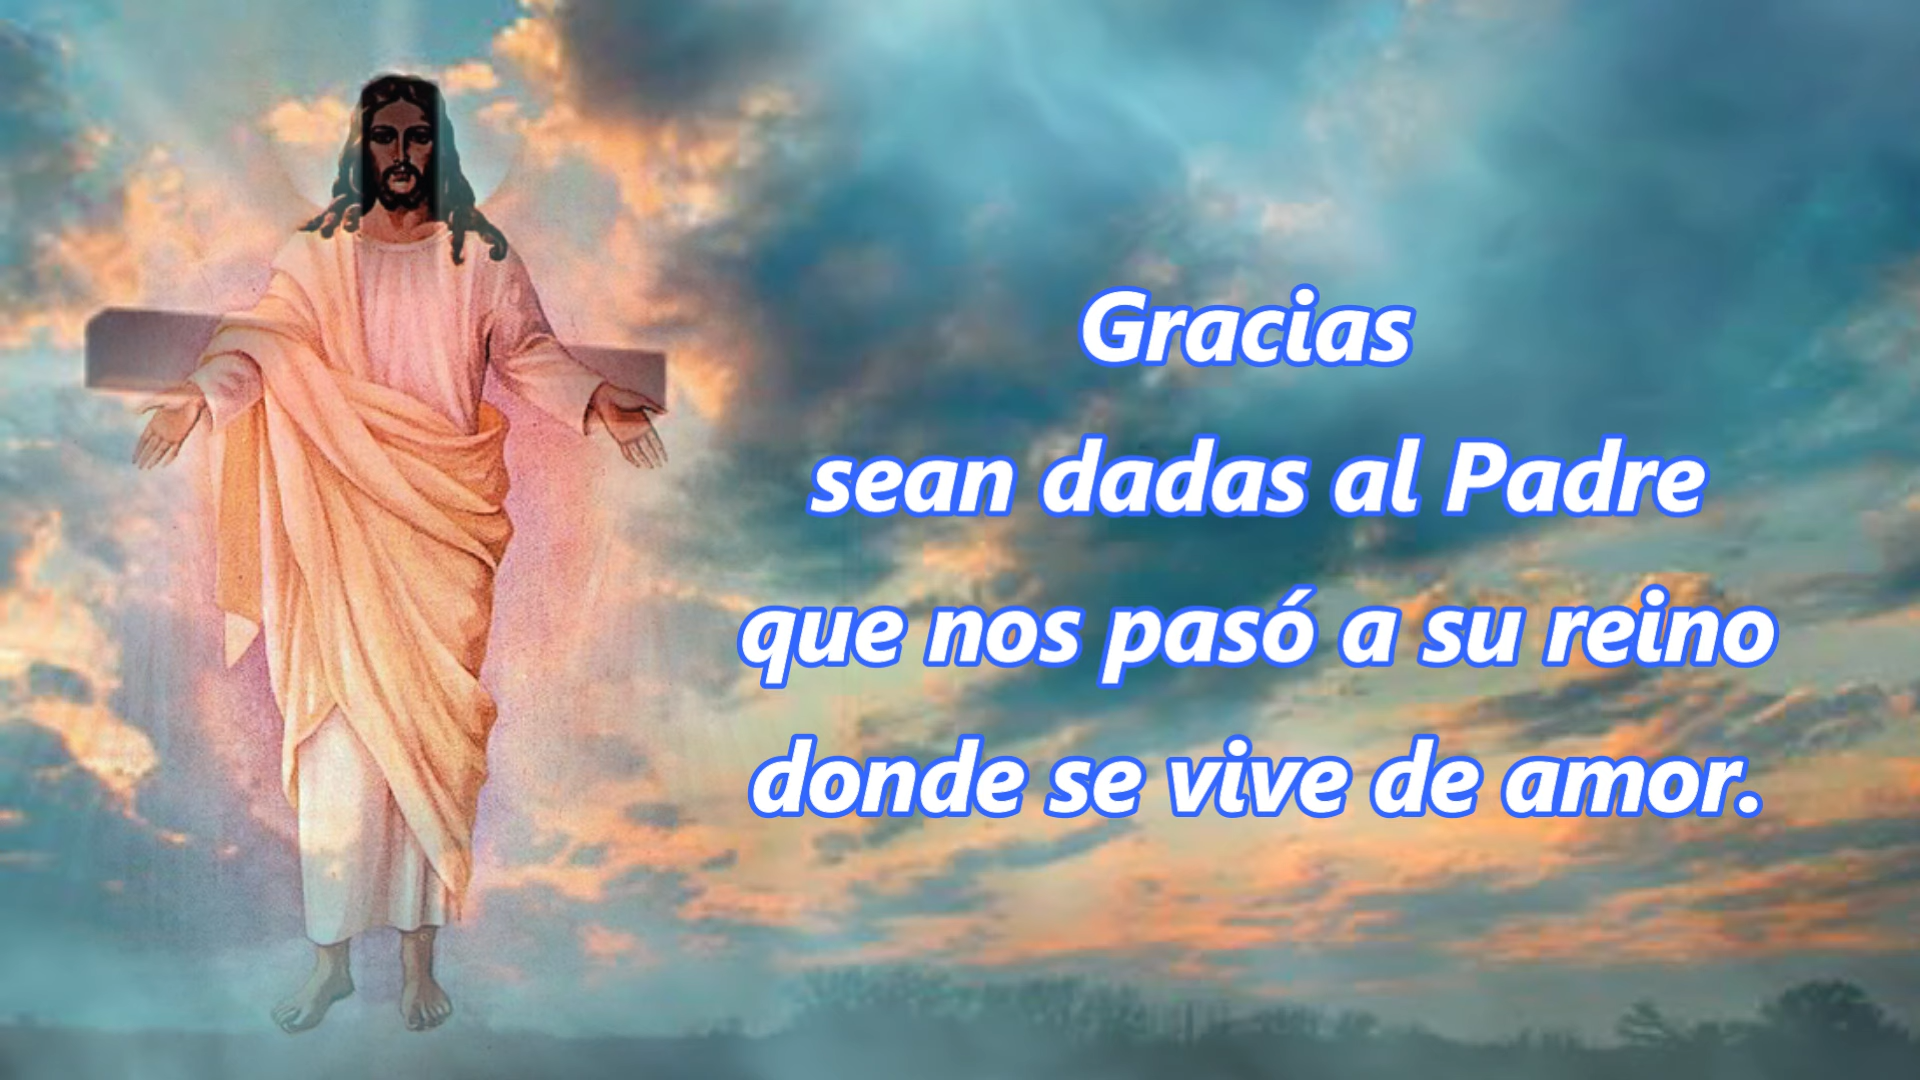 Gracias
sean dadas al Padre
que nos pasó a su reino
donde se vive de amor.